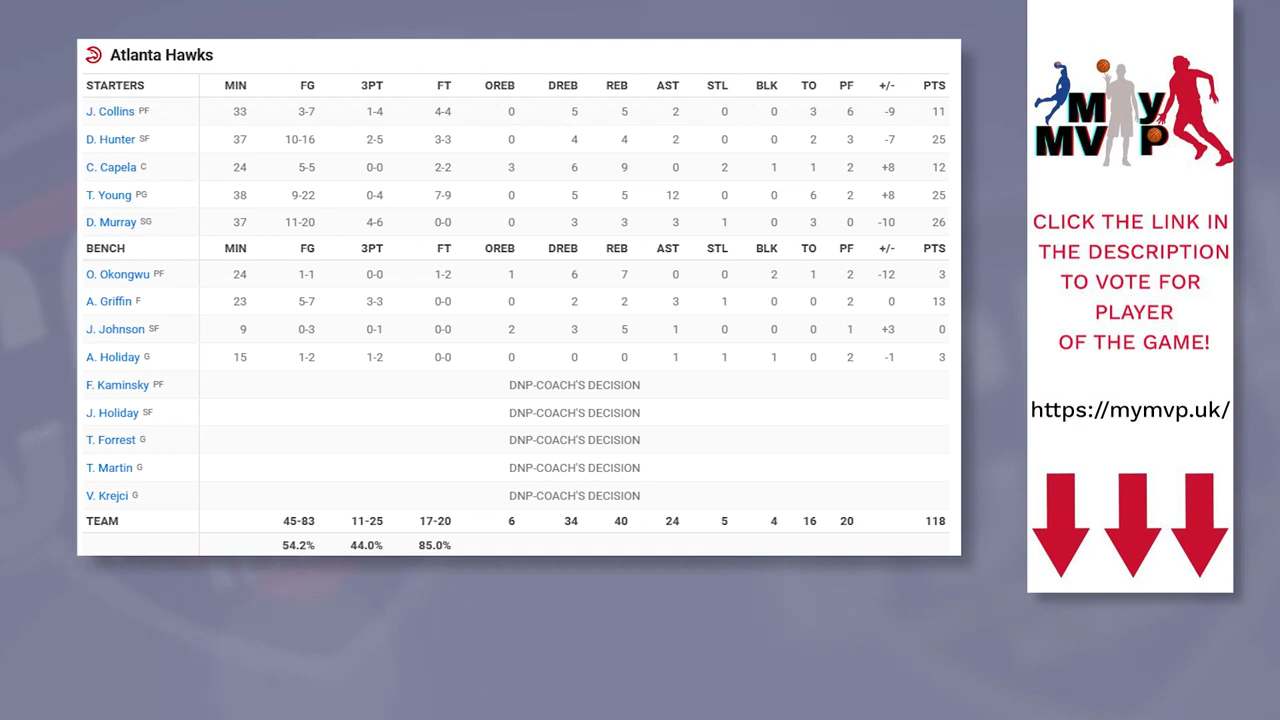 Atlanta Hawks
STARTERS MIN FG 3PT FT OREB DREB REB AST STL BLK TO PF +/- PTS
J. Collins PF 33 3-7 1-4 4-4 0 5 5 2 0 0 3 6 -9 11
D. Hunter SF 37 10-16 2-5 3-3 0 4 4 2 0 0 2 3 -7 25
C. Capela C 24 5-5 0-0 2-2 3 6 9 0 2 1 1 2 +8 12
T. Young PG 38 9-22 0-4 7-9 0 5 5 12 0 0 6 2 +8 25
D. Murray SG 37 11-20 4-6 0-0 0 3 3 3 1 0 3 0 -10 26
BENCH MIN FG 3PT FT OREB DREB REB AST STL BLK TO PF +/- PTS
O. Okongwu PF 24 1-1 0-0 1-2 1 6 7 0 0 2 1 2 -12 3
A. Griffin F 23 5-7 3-3 0-0 0 2 2 3 1 0 0 2 0 13
J. Johnson SF 9 0-3 0-1 0-0 2 3 5 1 0 0 0 1 +3 0
A. Holiday G 15 1-2 1-2 0-0 0 0 0 1 1 1 0 2 -1 3
F. Kaminsky PF DNP-COACH'S DECISION
J. Holiday SF DNP-COACH'S DECISION
T. Forrest G DNP-COACH'S DECISION
T. Martin G DNP-COACH'S DECISION
V. Krejci G DNP-COACH'S DECISION
TEAM 45-83 11-25 17-20 6 34 40 24 5 4 16 20 118
54.2% 44.0% 85.0%
My
MVP
CLICK THE LINK IN
THE DESCRIPTION
TO VOTE FOR
PLAYER
OF THE GAME!
https://mymvp.uk/